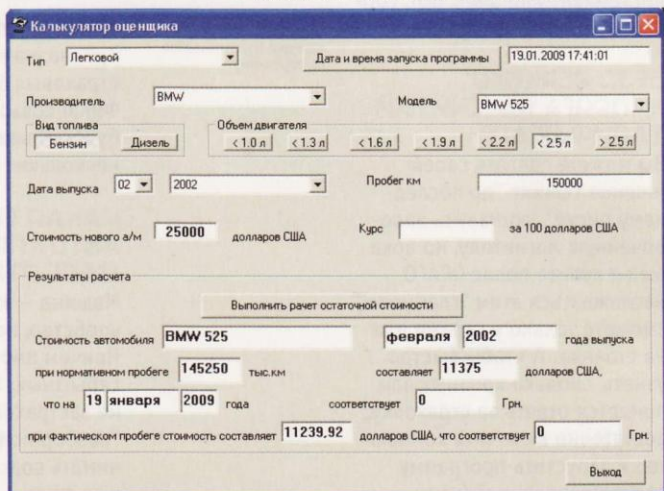 Калькулятор оценщика
Тип Легковой Дата и время запуска программы 19.01.2009 17:41:01
Производитель BMW Модель BMW 525
Вид топлива Объем двигателя
Бензин Дизель < 1.0 л < 1.3 л < 1.6 л < 1.9 л < 2.2 л < 2.5 л > 2.5 л
Дата выпуска 02 2002 Пробег км 150000
Стоимость нового а/м 25000 долларов США Курс за 100 долларов США
Результаты расчета
Выполнить рачет остаточной стоимости
Стоимость автомобиля BMW 525 февраля 2002 года выпуска
при нормативном пробеге 145250 тыс.км составляет 11375 долларов США,
что на 19 января 2009 года соответствует 0 Грн.
при фактическом пробеге стоимость составляет 11239,92 долларов США, что соответствует 0 Грн.
Выход